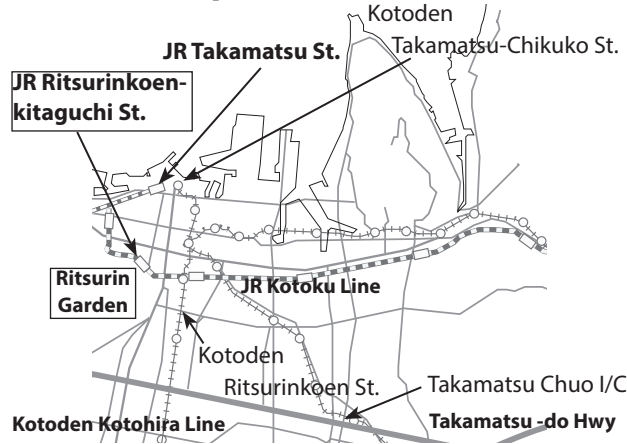 Kotoden
Takamatsu-Chikuko St.
JR Takamatsu St.
JR Ritsurinkoen-
kitaguchi St.
Ritsurin
Garden
JR Kotoku Line
Kotoden
Ritsurinkoen St.
Takamatsu Chuo I/C
Kotoden Kotohira Line
Takamatsu -do Hwy